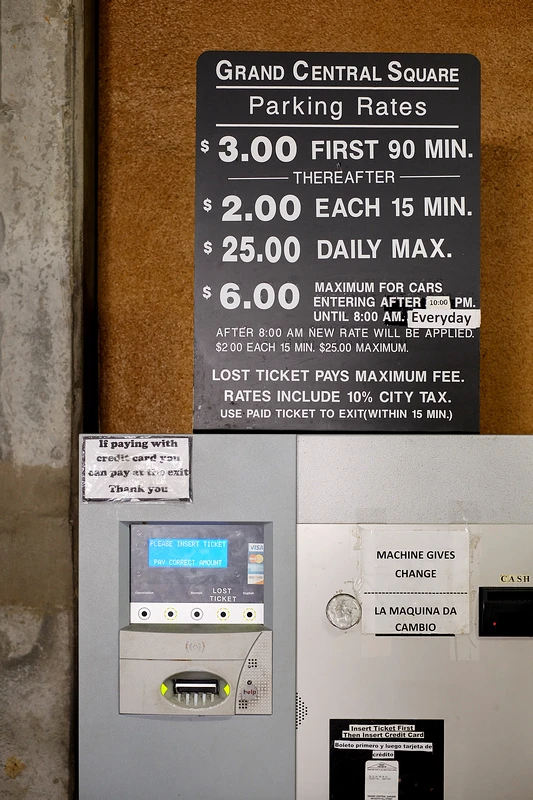 GRAND CENTRAL SQUARE
Parking Rates
$3.00 FIRST 90 MIN.
THEREAFTER
$2.00 EACH 15 MIN.
$25.00 DAILY MAX.
$6.00 MAXIMUM FOR CARS
ENTERING AFTER 10:00 PM.
UNTIL 8:00 AM. Everyday
AFTER 8:00 AM NEW RATE WILL BE APPLIED.
$2.00 EACH 15 MIN. $25.00 MAXIMUM.
LOST TICKET PAYS MAXIMUM FEE.
RATES INCLUDE 10% CITY TAX.
USE PAID TICKET TO EXIT(WITHIN 15 MIN.)
If paying with
credit card you
can pay at the exit
Thank you
PLEASE INSERT TICKET
PAY CORRECT AMOUNT
VISA
LOST
TICKET
help
MACHINE GIVES
CHANGE
LA MAQUINA DA
CAMBIO
CASH
Insert Ticket First
Then Insert Credit Card
Boleto primero y luego tarjeta de
crédito